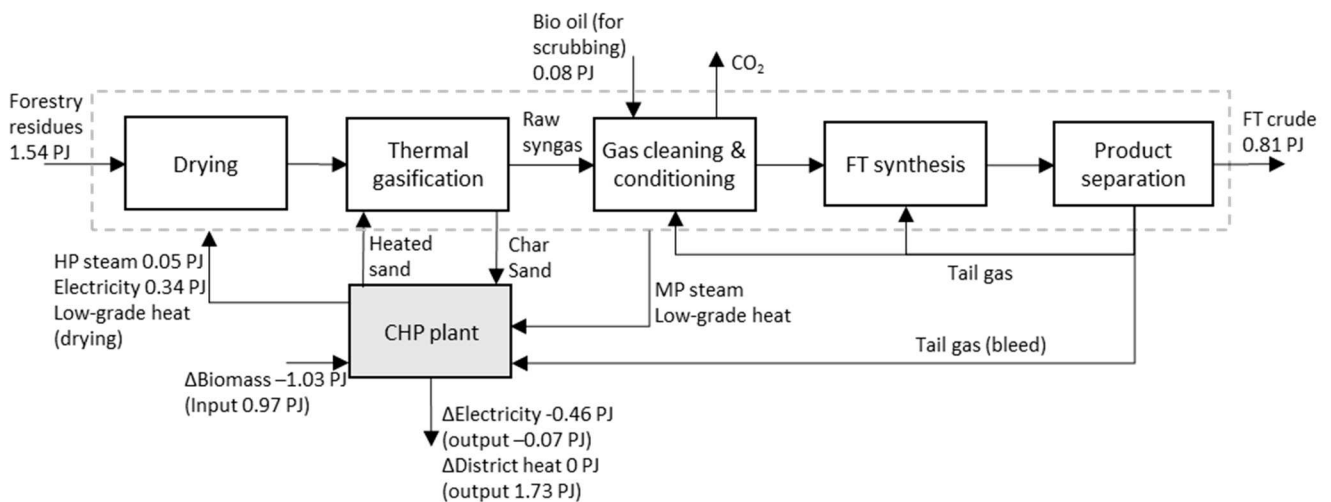 Bio oil (for
scrubbing)
0.08 PJ
CO2
Forestry
residues
1.54 PJ
Drying
Thermal
gasification
Raw
syngas
Gas cleaning &
conditioning
FT synthesis
Product
separation
FT crude
0.81 PJ
HP steam 0.05 PJ
Electricity 0.34 PJ
Low-grade heat
(drying)
Heated
sand
Char
Sand
MP steam
Low-grade heat
Tail gas
CHP plant
Tail gas (bleed)
ΔBiomass –1.03 PJ
(Input 0.97 PJ)
ΔElectricity -0.46 PJ
(output –0.07 PJ)
ΔDistrict heat 0 PJ
(output 1.73 PJ)